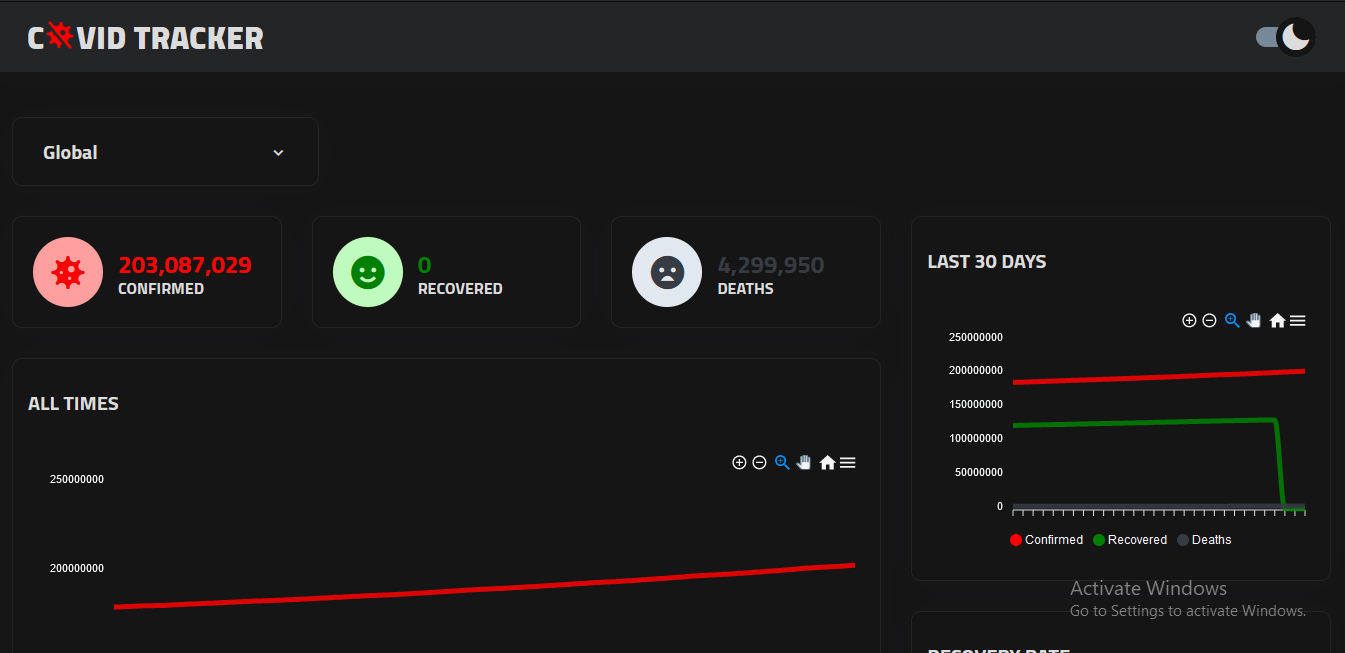 COVID TRACKER
Global
203,087,029
CONFIRMED
0
RECOVERED
4,299,950
DEATHS
LAST 30 DAYS
250000000
200000000
150000000
100000000
50000000
0
Confirmed Recovered Deaths
ALL TIMES
250000000
200000000
Activate Windows
Go to Settings to activate Windows.
RECOVERY RATE